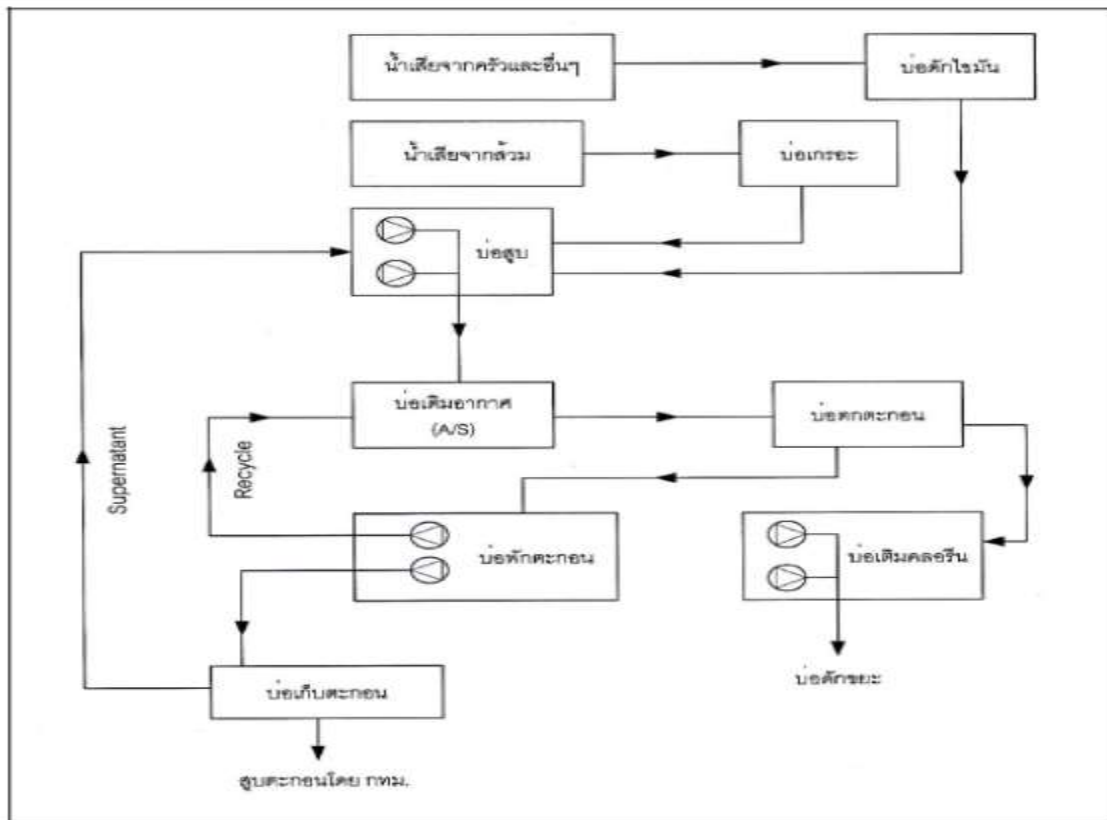 น้ำเสียจากครัวและอื่นๆ
บ่อดักไขมัน
น้ำเสียจากส้วม
บ่อเกรอะ
บ่อสูบ
บ่อเติมอากาศ
(A/S)
บ่อตกตะกอน
Supernatant
Recycle
บ่อพักตะกอน
บ่อเติมคลอรีน
บ่อเก็บตะกอน
บ่อดักขยะ
สูบตะกอนโดย กทม.